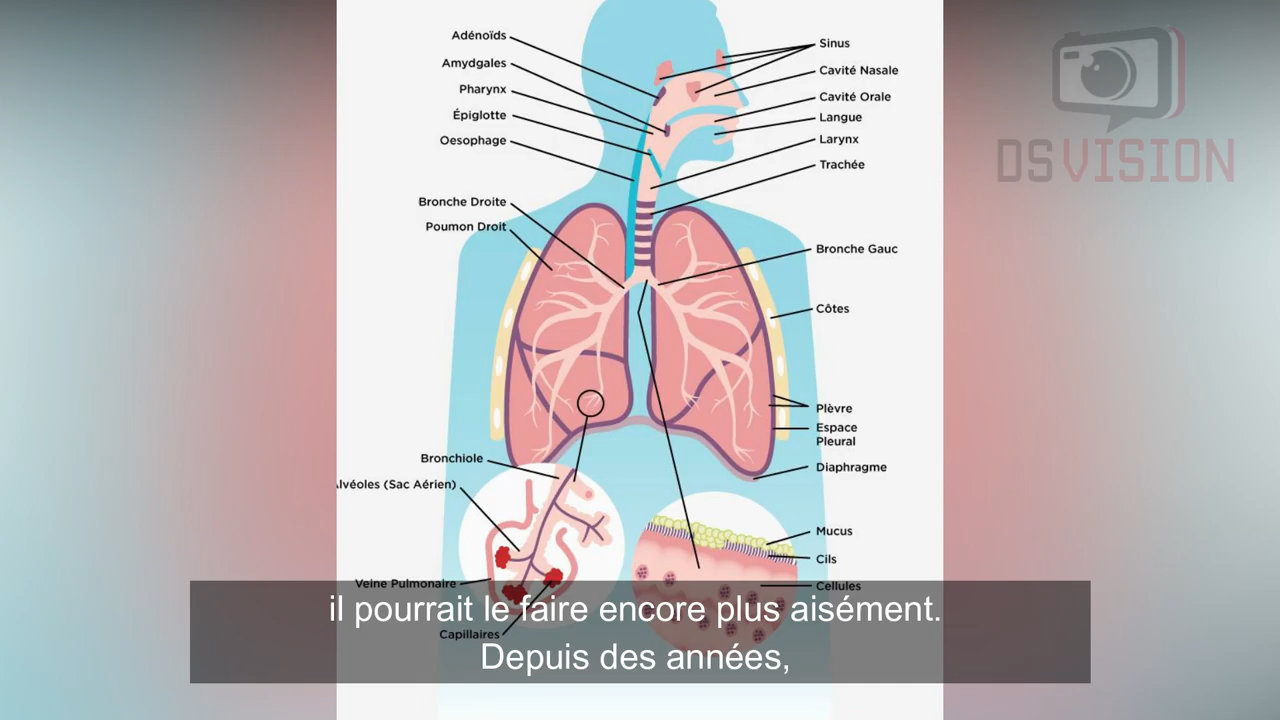 Adénoïds
Amydgales
Pharynx
Épiglotte
Oesophage
Bronche Droite
Poumon Droit
Bronchiole
lvéoles (Sac Aérien)
Veine Pulmonaire
Capillaires
Sinus
Cavité Nasale
Cavité Orale
Langue
Larynx
Trachée
Bronche Gauc
Côtes
Plèvre
Espace
Pleural
Diaphragme
Mucus
Cils
Cellules
DS VISION
il pourrait le faire encore plus aisément.
Depuis des années,